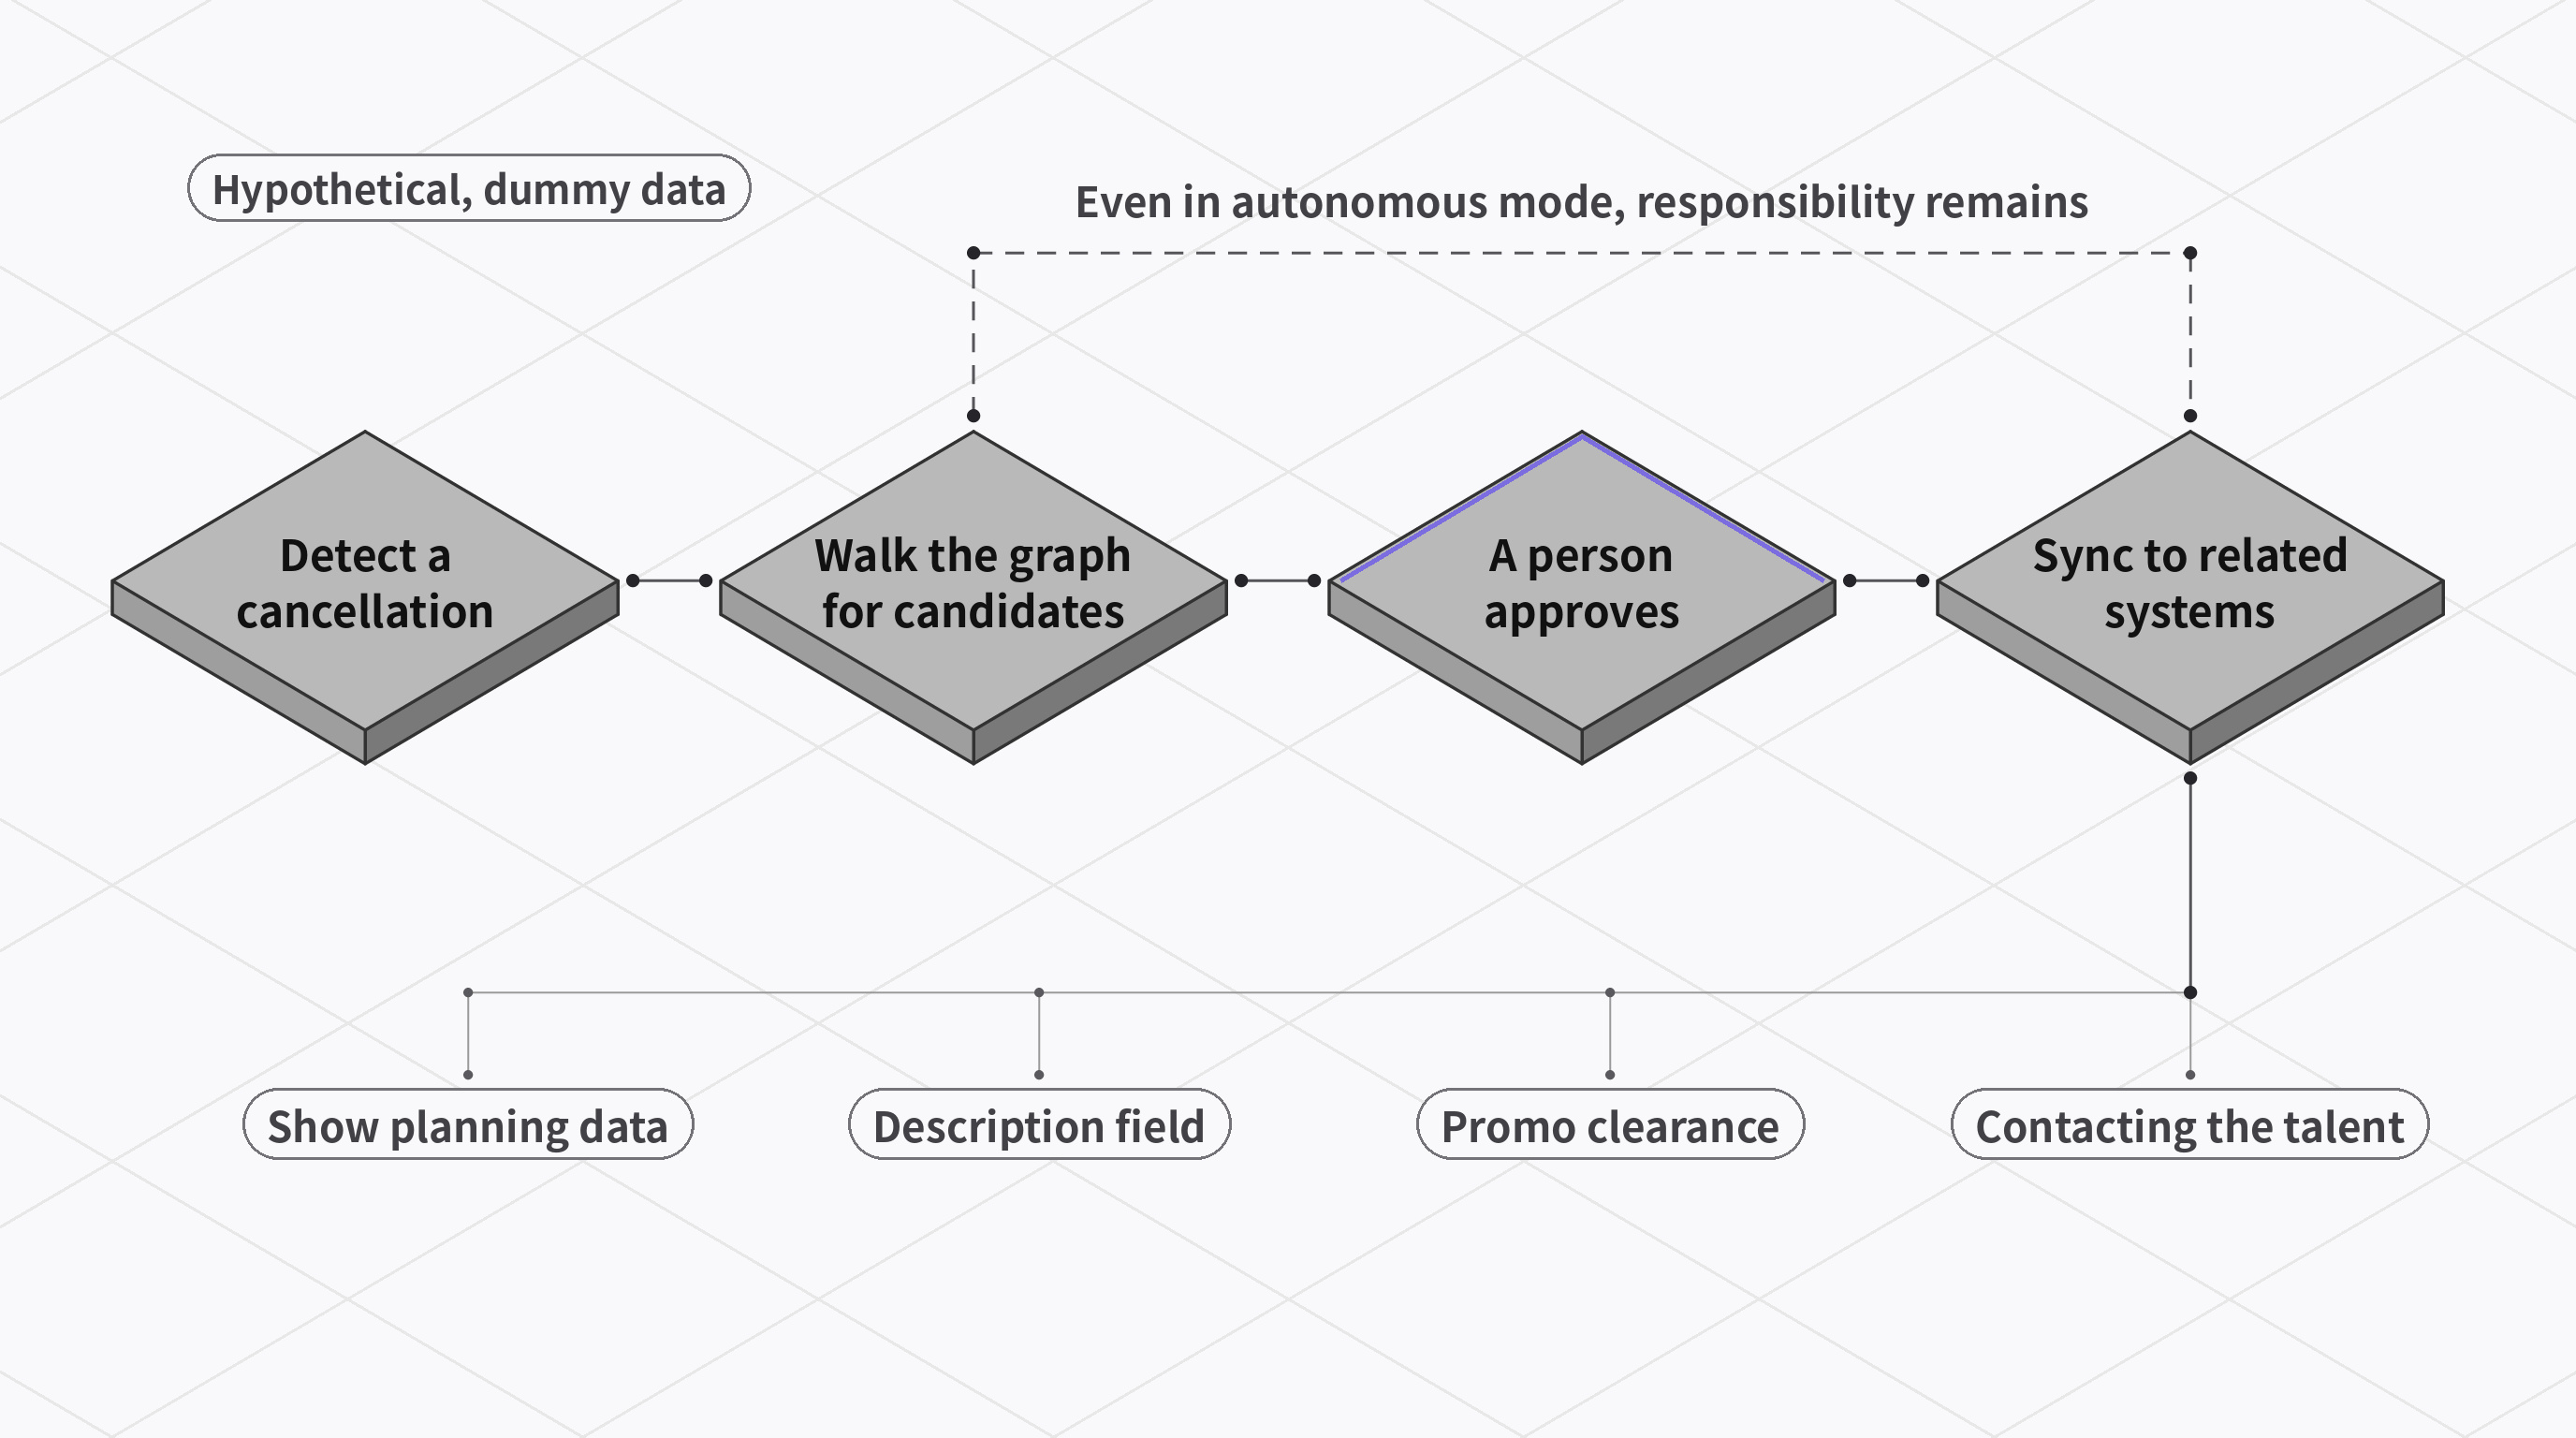 Hypothetical, dummy data
Even in autonomous mode, responsibility remains
Detect a
cancellation
Walk the graph
for candidates
A person
approves
Sync to related
systems
Show planning data
Description field
Promo clearance
Contacting the talent